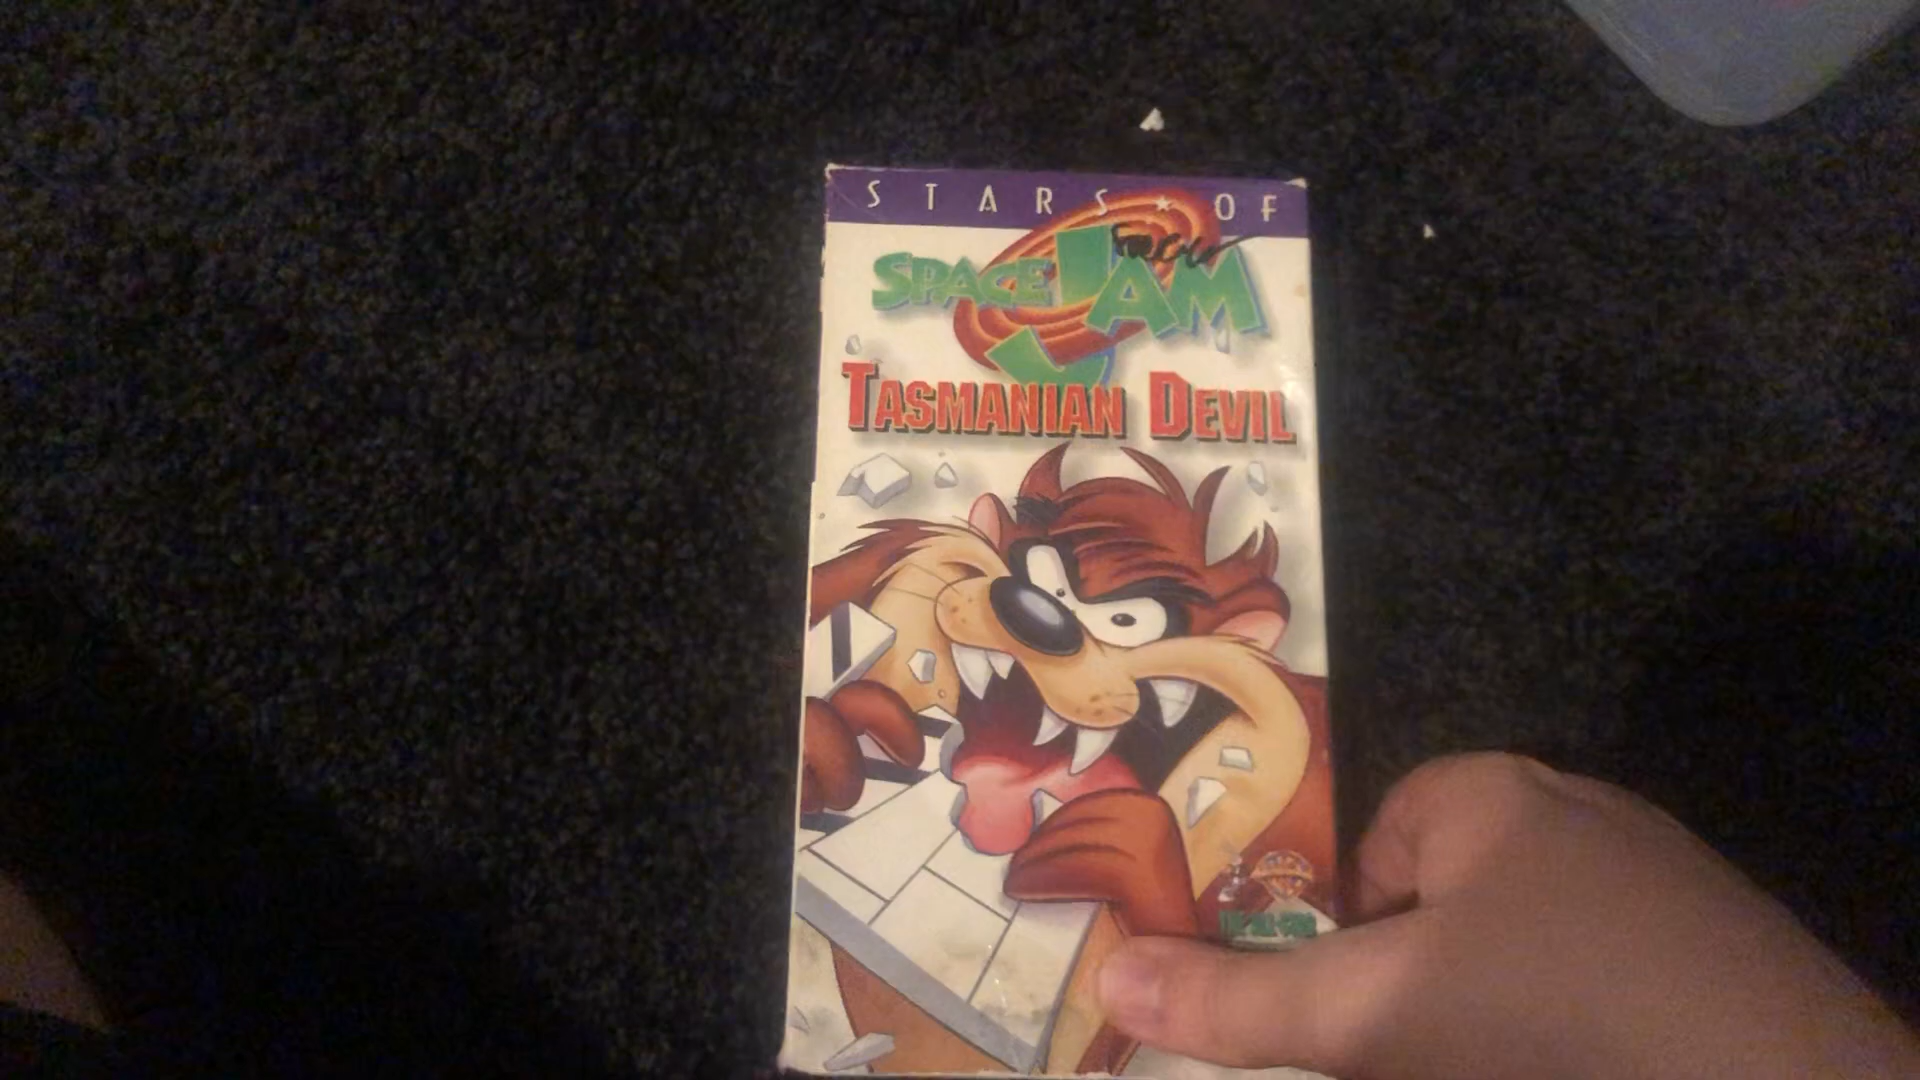 STARS ★ OF
SPACE JAM
TASMANIAN DEVIL